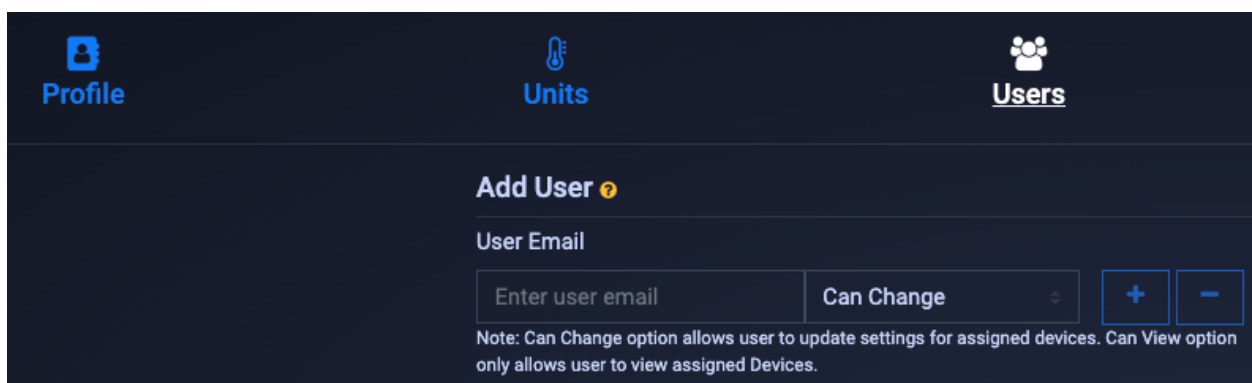 Profile
Units
Users
Add User
User Email
Enter user email
Can Change
Note: Can Change option allows user to update settings for assigned devices. Can View option
only allows user to view assigned Devices.